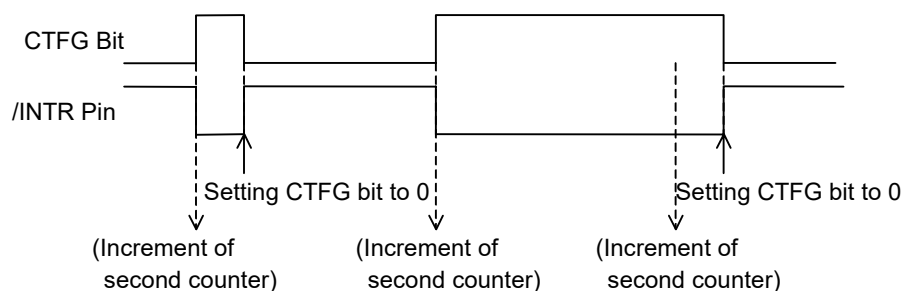 CTFG Bit
/INTR Pin
Setting CTFG bit to 0
Setting CTFG bit to 0
(Increment of
second counter)
(Increment of
second counter)
(Increment of
second counter)